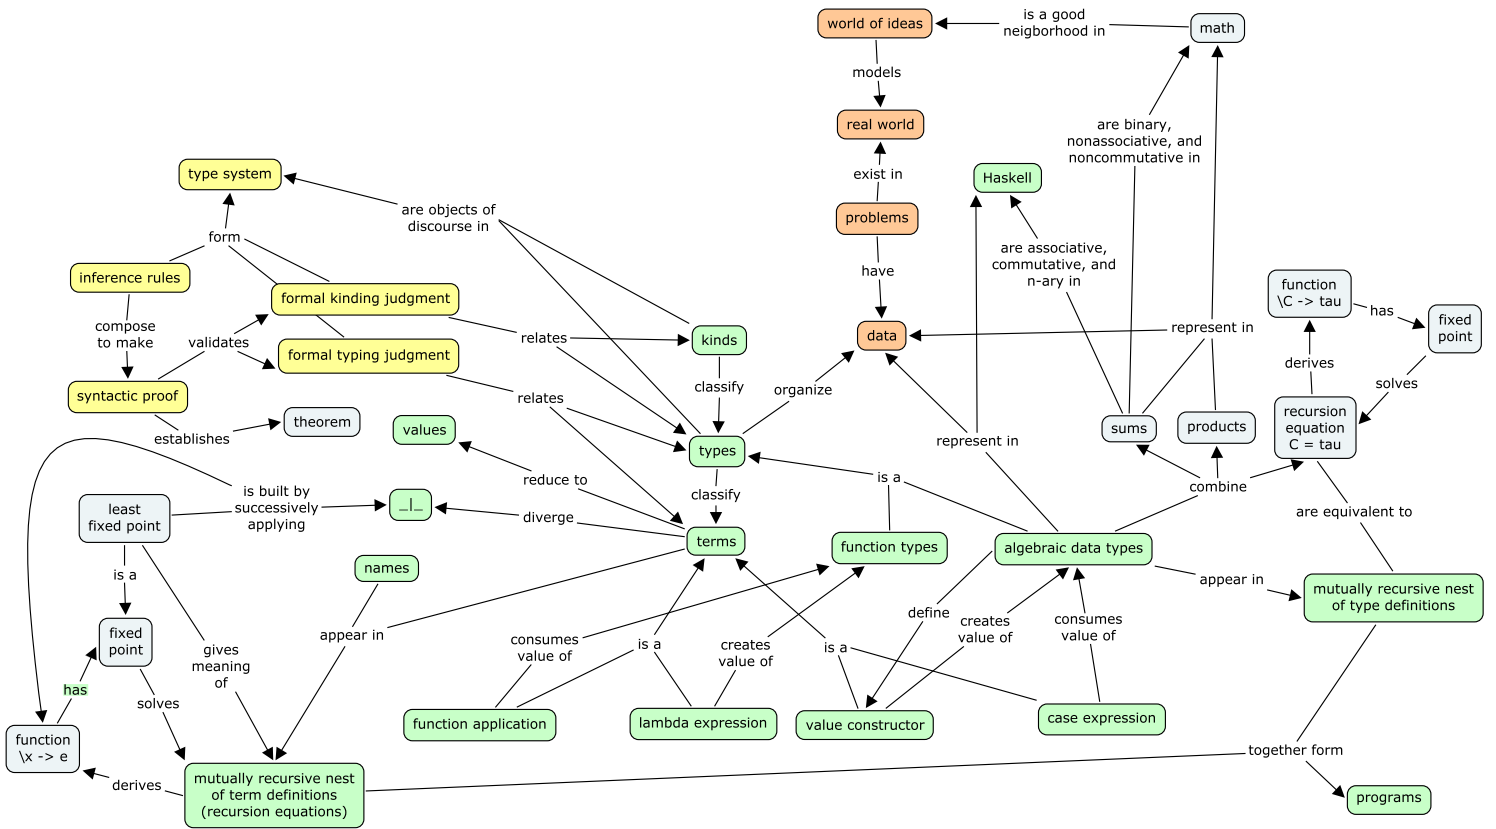 world of ideas
is a good
neigborhood in
math
models
real world
are binary,
nonassociative, and
noncommutative in
exist in
type system
Haskell
problems
are objects of
discourse in
form
are associative,
commutative, and
n-ary in
have
inference rules
formal kinding judgment
function
\C -> tau
has
fixed
point
compose
to make
validates
relates
kinds
data
represent in
formal typing judgment
derives
classify
organize
solves
syntactic proof
relates
establishes
theorem
values
types
represent in
sums
products
recursion
equation
C = tau
reduce to
is a
combine
least
fixed point
is built by
successively
applying
_|_
classify
diverge
are equivalent to
terms
function types
algebraic data types
is a
names
appear in
mutually recursive nest
of type definitions
fixed
point
gives
meaning
of
appear in
consumes
value of
is a
creates
value of
is a
define
creates
value of
consumes
value of
has
solves
function application
lambda expression
value constructor
case expression
function
\x -> e
together form
derives
mutually recursive nest
of term definitions
(recursion equations)
programs